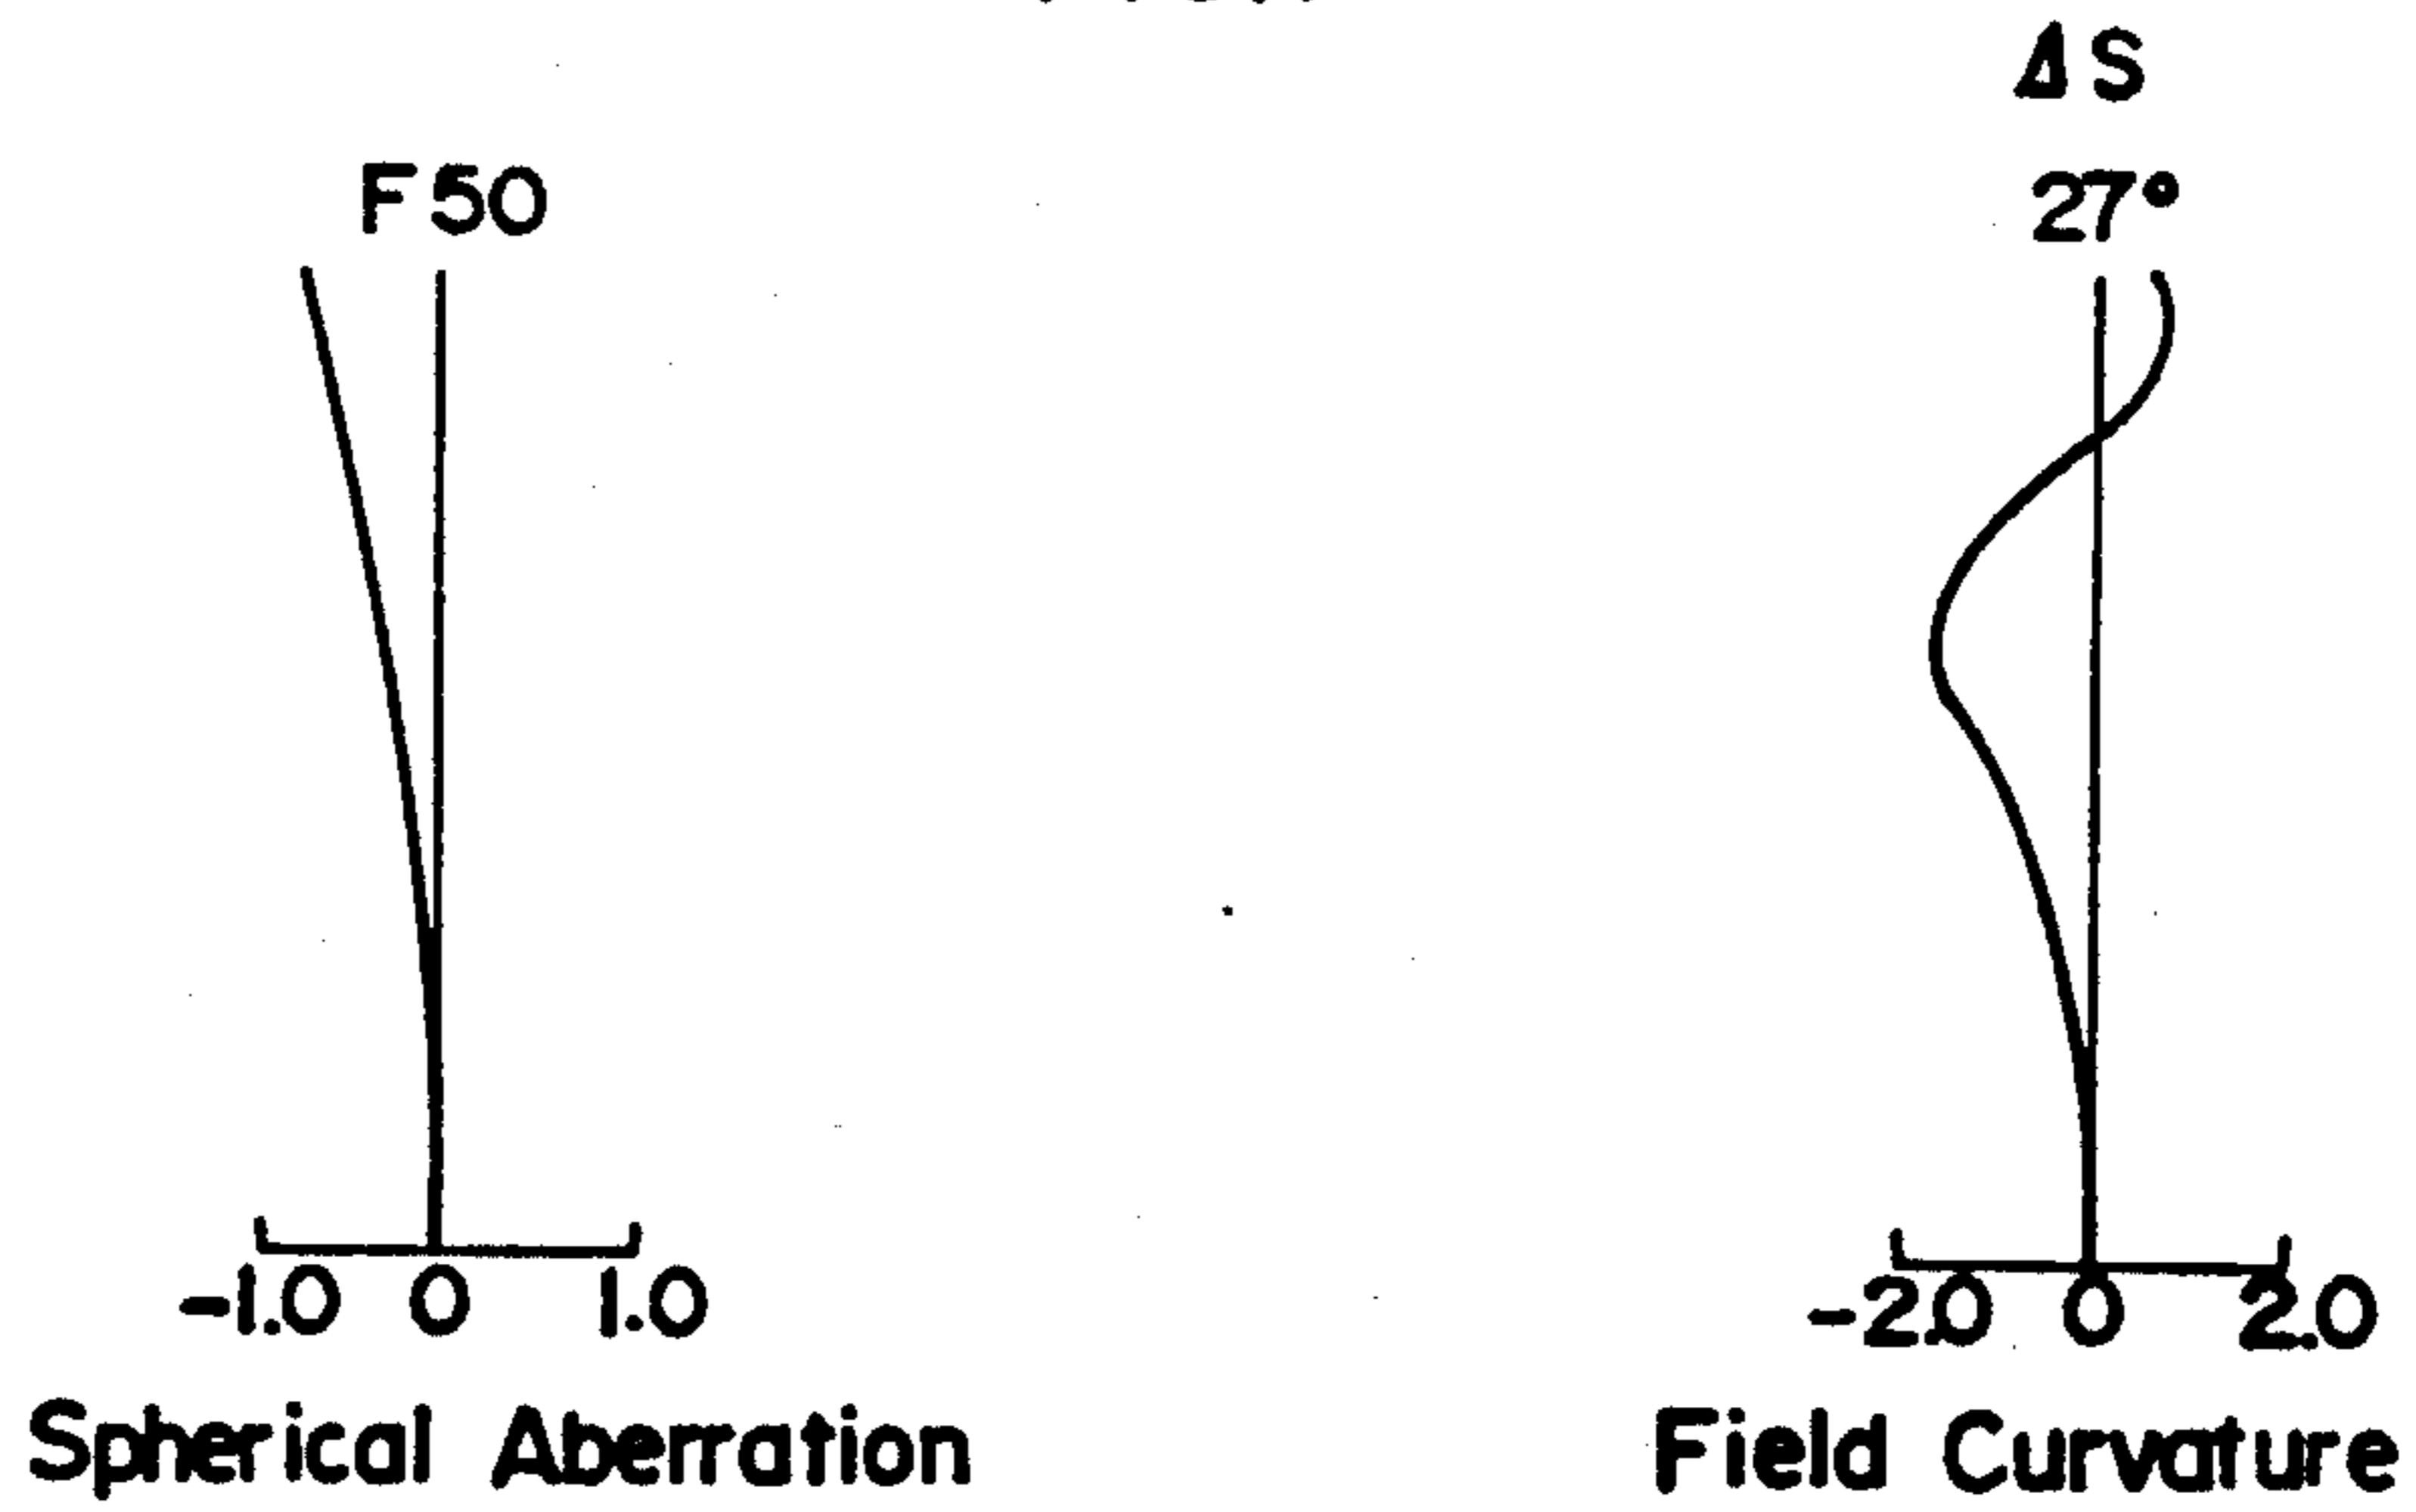 ΔS
F50
27°
-1.0 0 1.0
-2.0 0 2.0
Spherical Aberration
Field Curvature